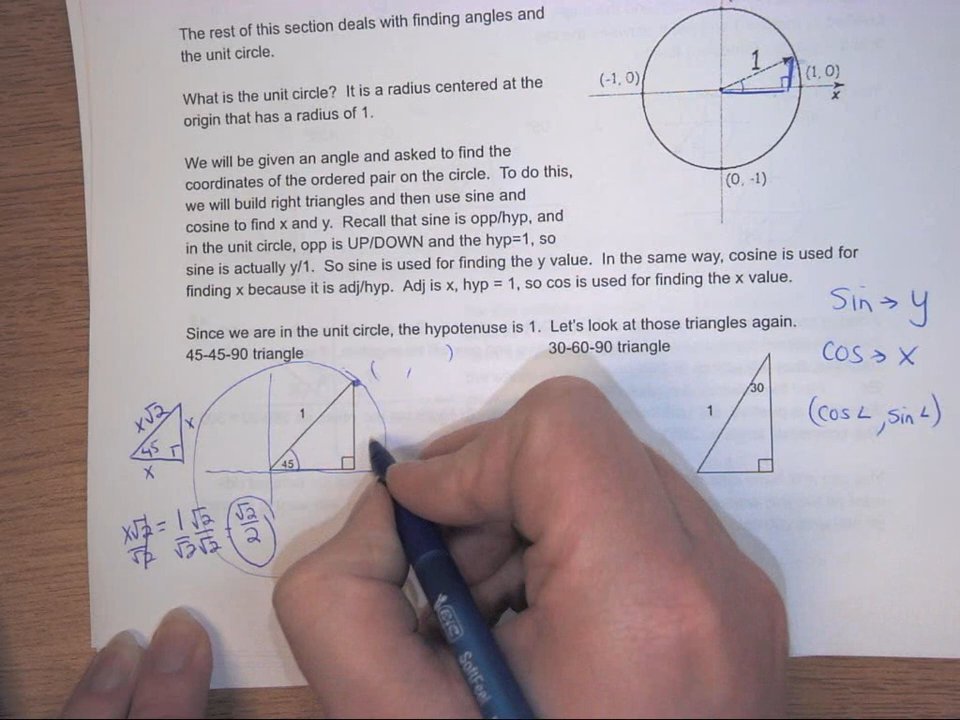 The rest of this section deals with finding angles and
the unit circle.
1
(-1, 0)
(1, 0)
x
What is the unit circle? It is a radius centered at the
origin that has a radius of 1.
(0, -1)
We will be given an angle and asked to find the
coordinates of the ordered pair on the circle. To do this,
we will build right triangles and then use sine and
cosine to find x and y. Recall that sine is opp/hyp, and
in the unit circle, opp is UP/DOWN and the hyp=1, so
sine is actually y/1. So sine is used for finding the y value. In the same way, cosine is used for
finding x because it is adj/hyp. Adj is x, hyp = 1, so cos is used for finding the x value.
Sin → y
Since we are in the unit circle, the hypotenuse is 1. Let's look at those triangles again.
45-45-90 triangle
30-60-90 triangle
cos → x
( , )
(cos∠, sin∠)
x√2
x
45
x
1
45
1
30
x√2 = 1 √2 √2
√2 √2 √2 2
BIC SoftFeel